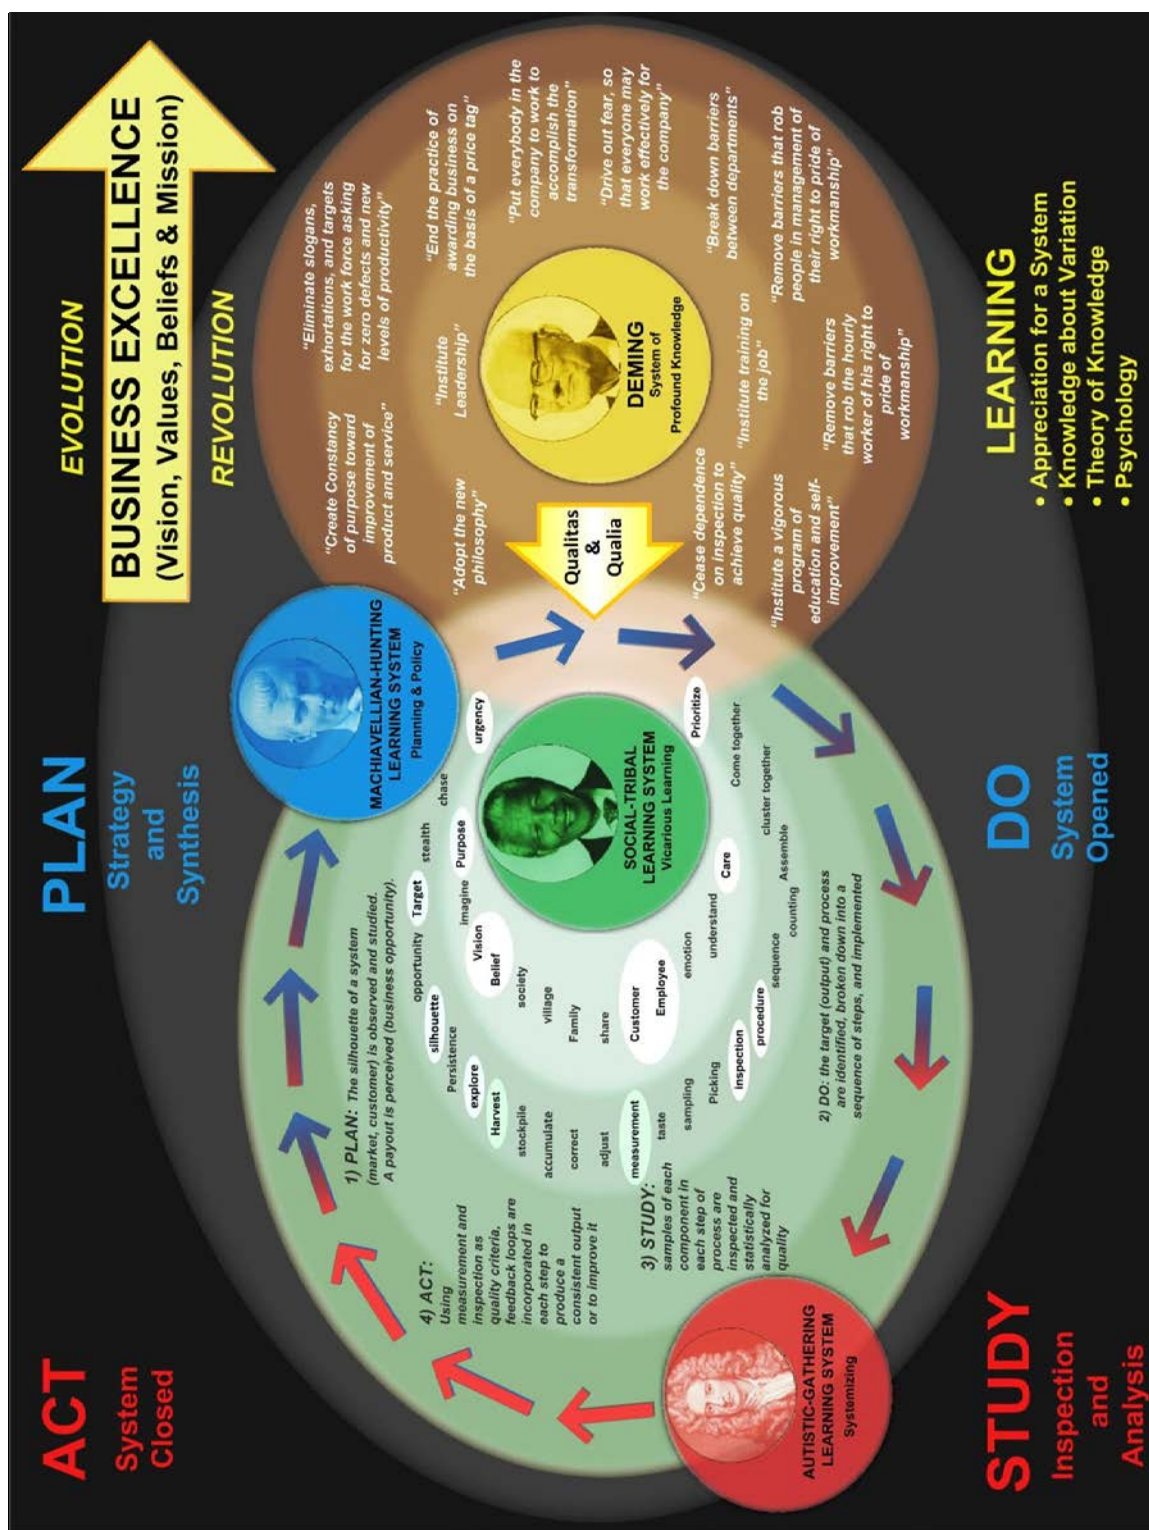 ACT
System
Closed
PLAN
Strategy
and
Synthesis
EVOLUTION
BUSINESS EXCELLENCE
(Vision, Values, Beliefs & Mission)
REVOLUTION
MACHIAVELLIAN-HUNTING
LEARNING SYSTEM
Planning & Policy
"Create Constancy
of purpose toward
improvement of
product and service"
"Eliminate slogans,
exhortations, and targets
for the work force asking
for zero defects and new
levels of productivity"
"Adopt the new
philosophy"
"Institute
Leadership"
"End the practice of
awarding business on
the basis of a price tag"
"Put everybody in the
company to work to
accomplish the
transformation"
"Drive out fear, so
that everyone may
work effectively for
the company"
"Break down barriers
between departments"
"Remove barriers that rob
people in management of
their right to pride of
workmanship"
Qualitas
&
Qualia
DEMING
System of
Profound Knowledge
"Cease dependence
on inspection to
achieve quality"
"Institute training on
the job"
"Institute a vigorous
program of
education and self-
improvement"
"Remove barriers
that rob the hourly
worker of his right to
pride of
workmanship"
1) PLAN: The silhouette of a system
(market, customer) is observed and studied.
A payout is perceived (business opportunity).
4) ACT:
Using
measurement and
inspection as
quality criteria,
feedback loops are
incorporated in
each step to
produce a
consistent output
or to improve it
opportunity
Target
stealth
chase
silhouette
Persistence
explore
Harvest
stockpile
accumulate
correct
adjust
measurement
taste
sampling
Picking
inspection
procedure
sequence
counting
Assemble
cluster together
Come together
Prioritize
urgency
Purpose
imagine
Vision
Belief
society
village
Family
share
Customer
Employee
emotion
understand
Care
SOCIAL-TRIBAL
LEARNING SYSTEM
Vicarious Learning
3) STUDY:
samples of each
component in
each step of
process are
inspected and
statistically
analyzed for
quality
2) DO: the target (output) and process
are identified, broken down into a
sequence of steps, and implemented
AUTISTIC-GATHERING
LEARNING SYSTEM
Systemizing
STUDY
Inspection
and
Analysis
DO
System
Opened
LEARNING
• Appreciation for a System
• Knowledge about Variation
• Theory of Knowledge
• Psychology